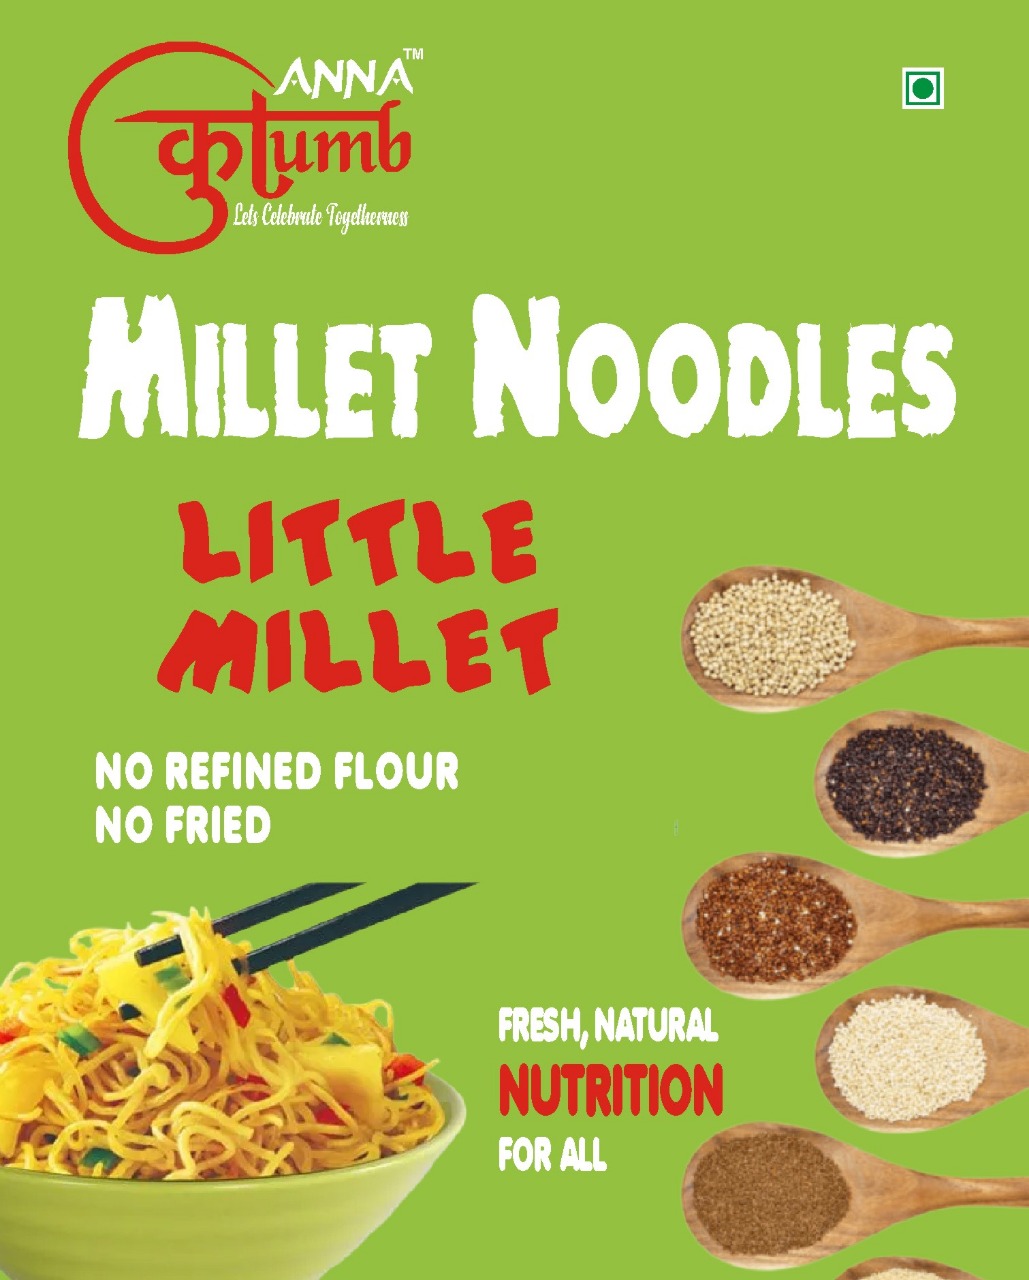 ANNA™
कुtumb
Lets Celebrate Togetherness
MILLET NOODLES
LITTLE
MILLET
NO REFINED FLOUR
NO FRIED
FRESH, NATURAL
NUTRITION
FOR ALL